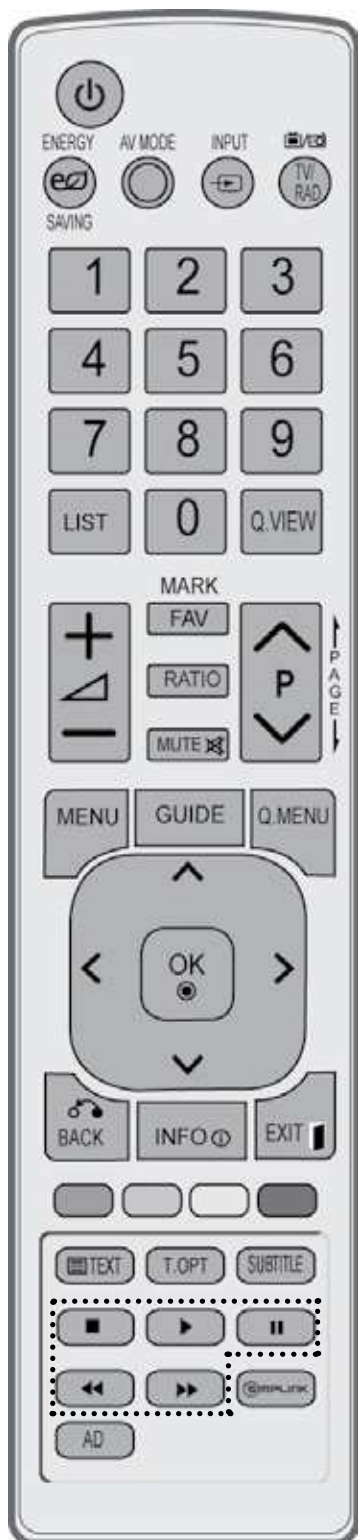 ENERGY AV MODE INPUT
TV/
RAD
SAVING
1 2 3
4 5 6
7 8 9
LIST 0 Q.VIEW
MARK
FAV
RATIO
P
PAGE
MUTE
MENU GUIDE Q.MENU
OK
BACK INFO EXIT
TEXT T.OPT SUBTITLE
SIMPLINK
AD